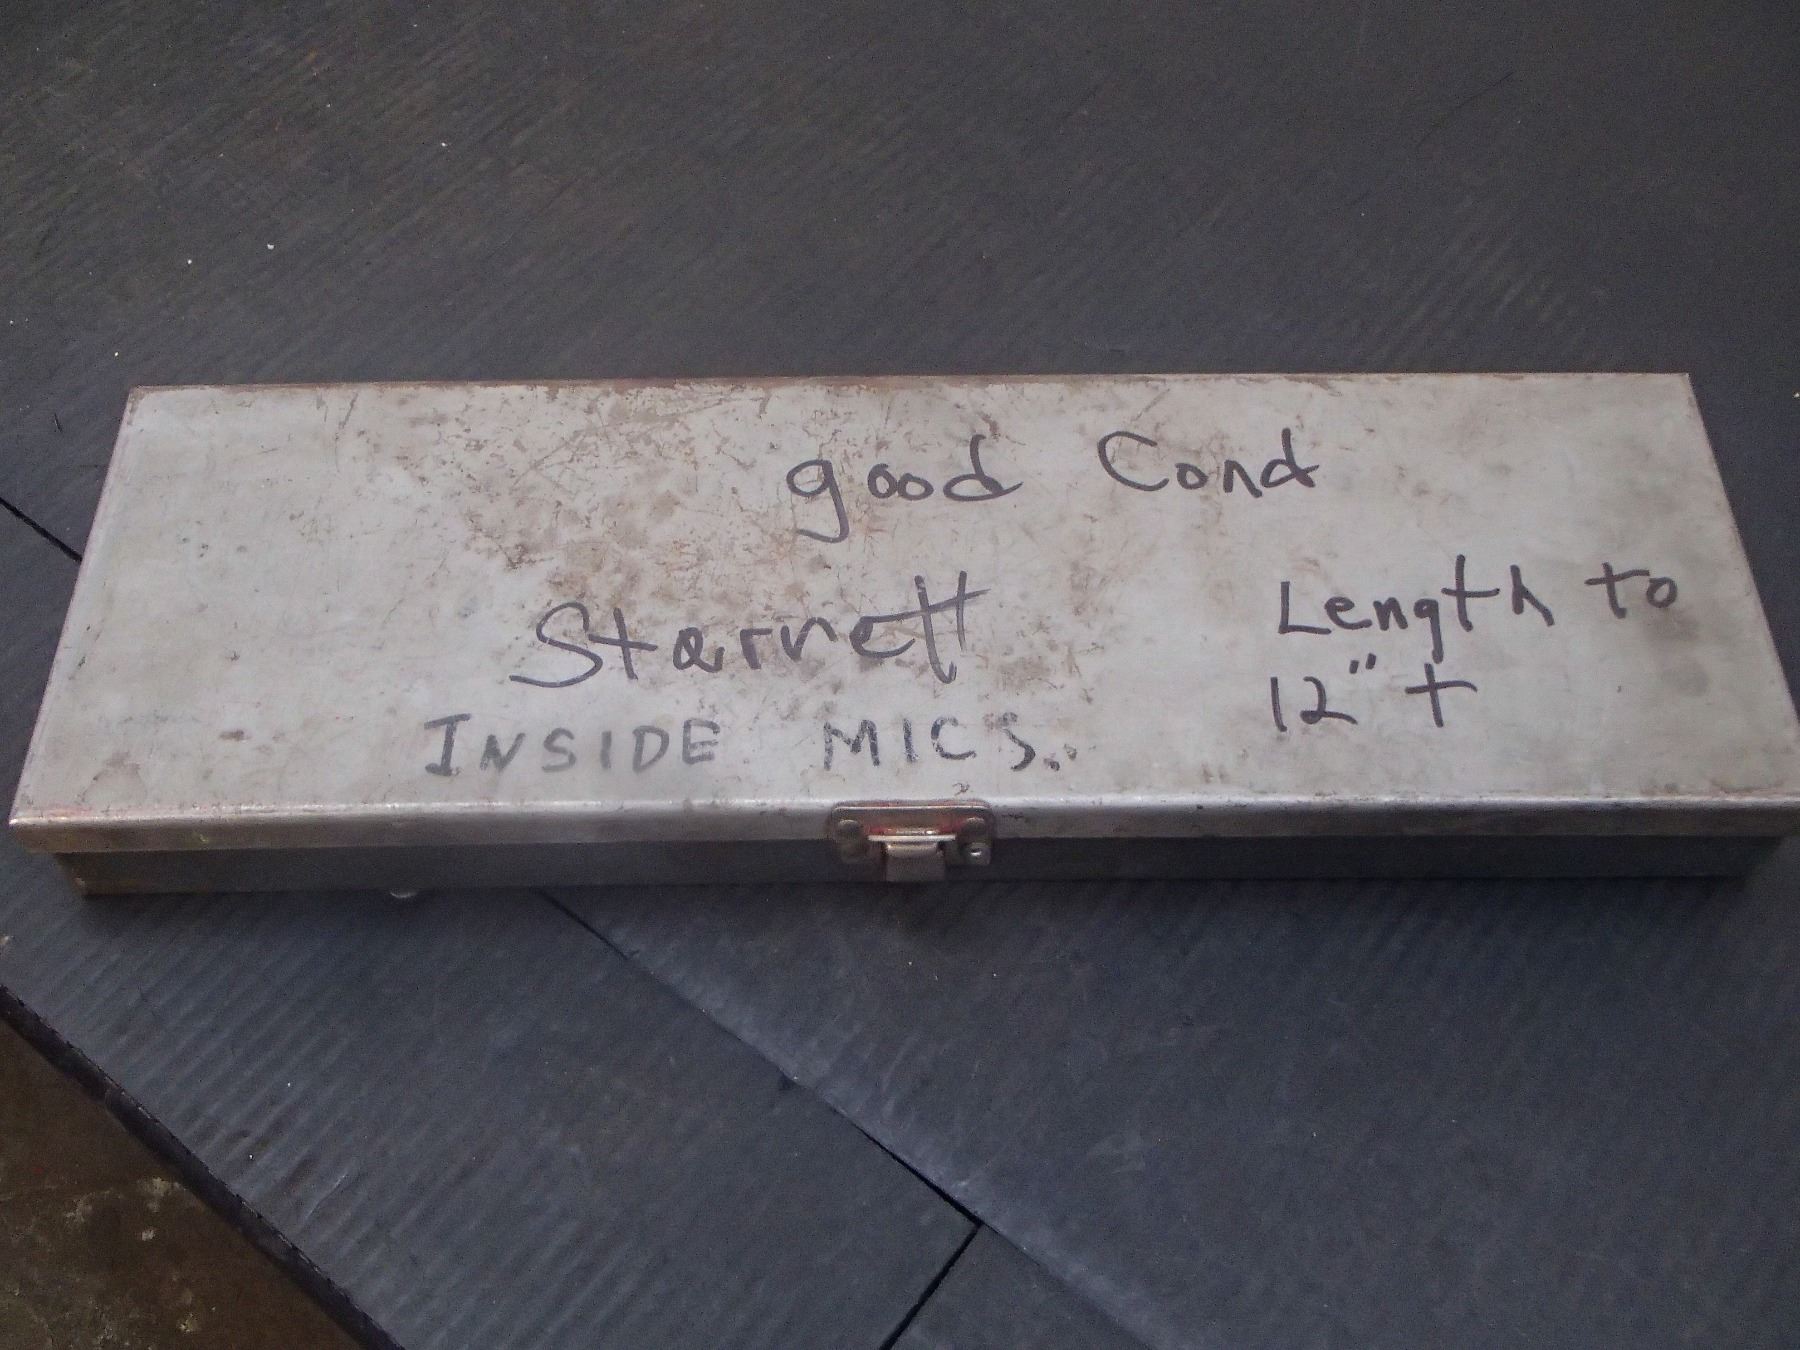 good Cond
Starrett
INSIDE MICS.
Length to
12" +